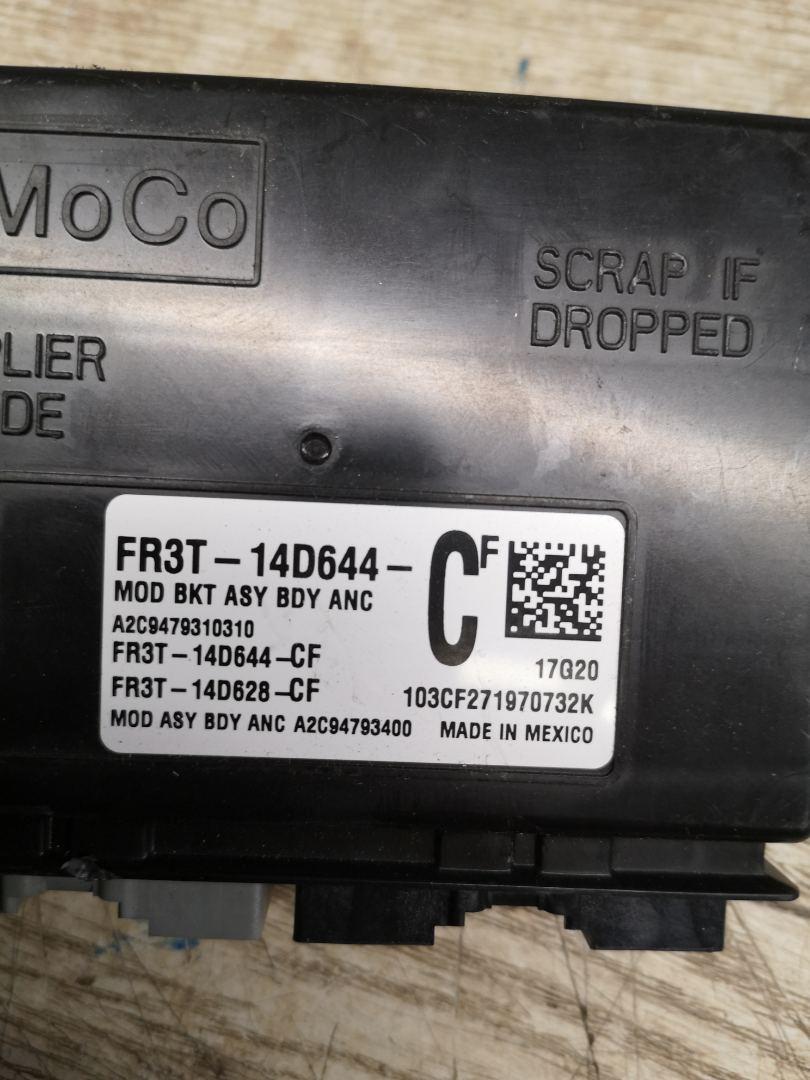 MoCo
SCRAP IF
DROPPED
PLIER
DE
FR3T-14D644-
CF
MOD BKT ASY BDY ANC
A2C9479310310
FR3T-14D644-CF
17G20
FR3T-14D628-CF
103CF271970732K
MOD ASY BDY ANC A2C94793400
MADE IN MEXICO